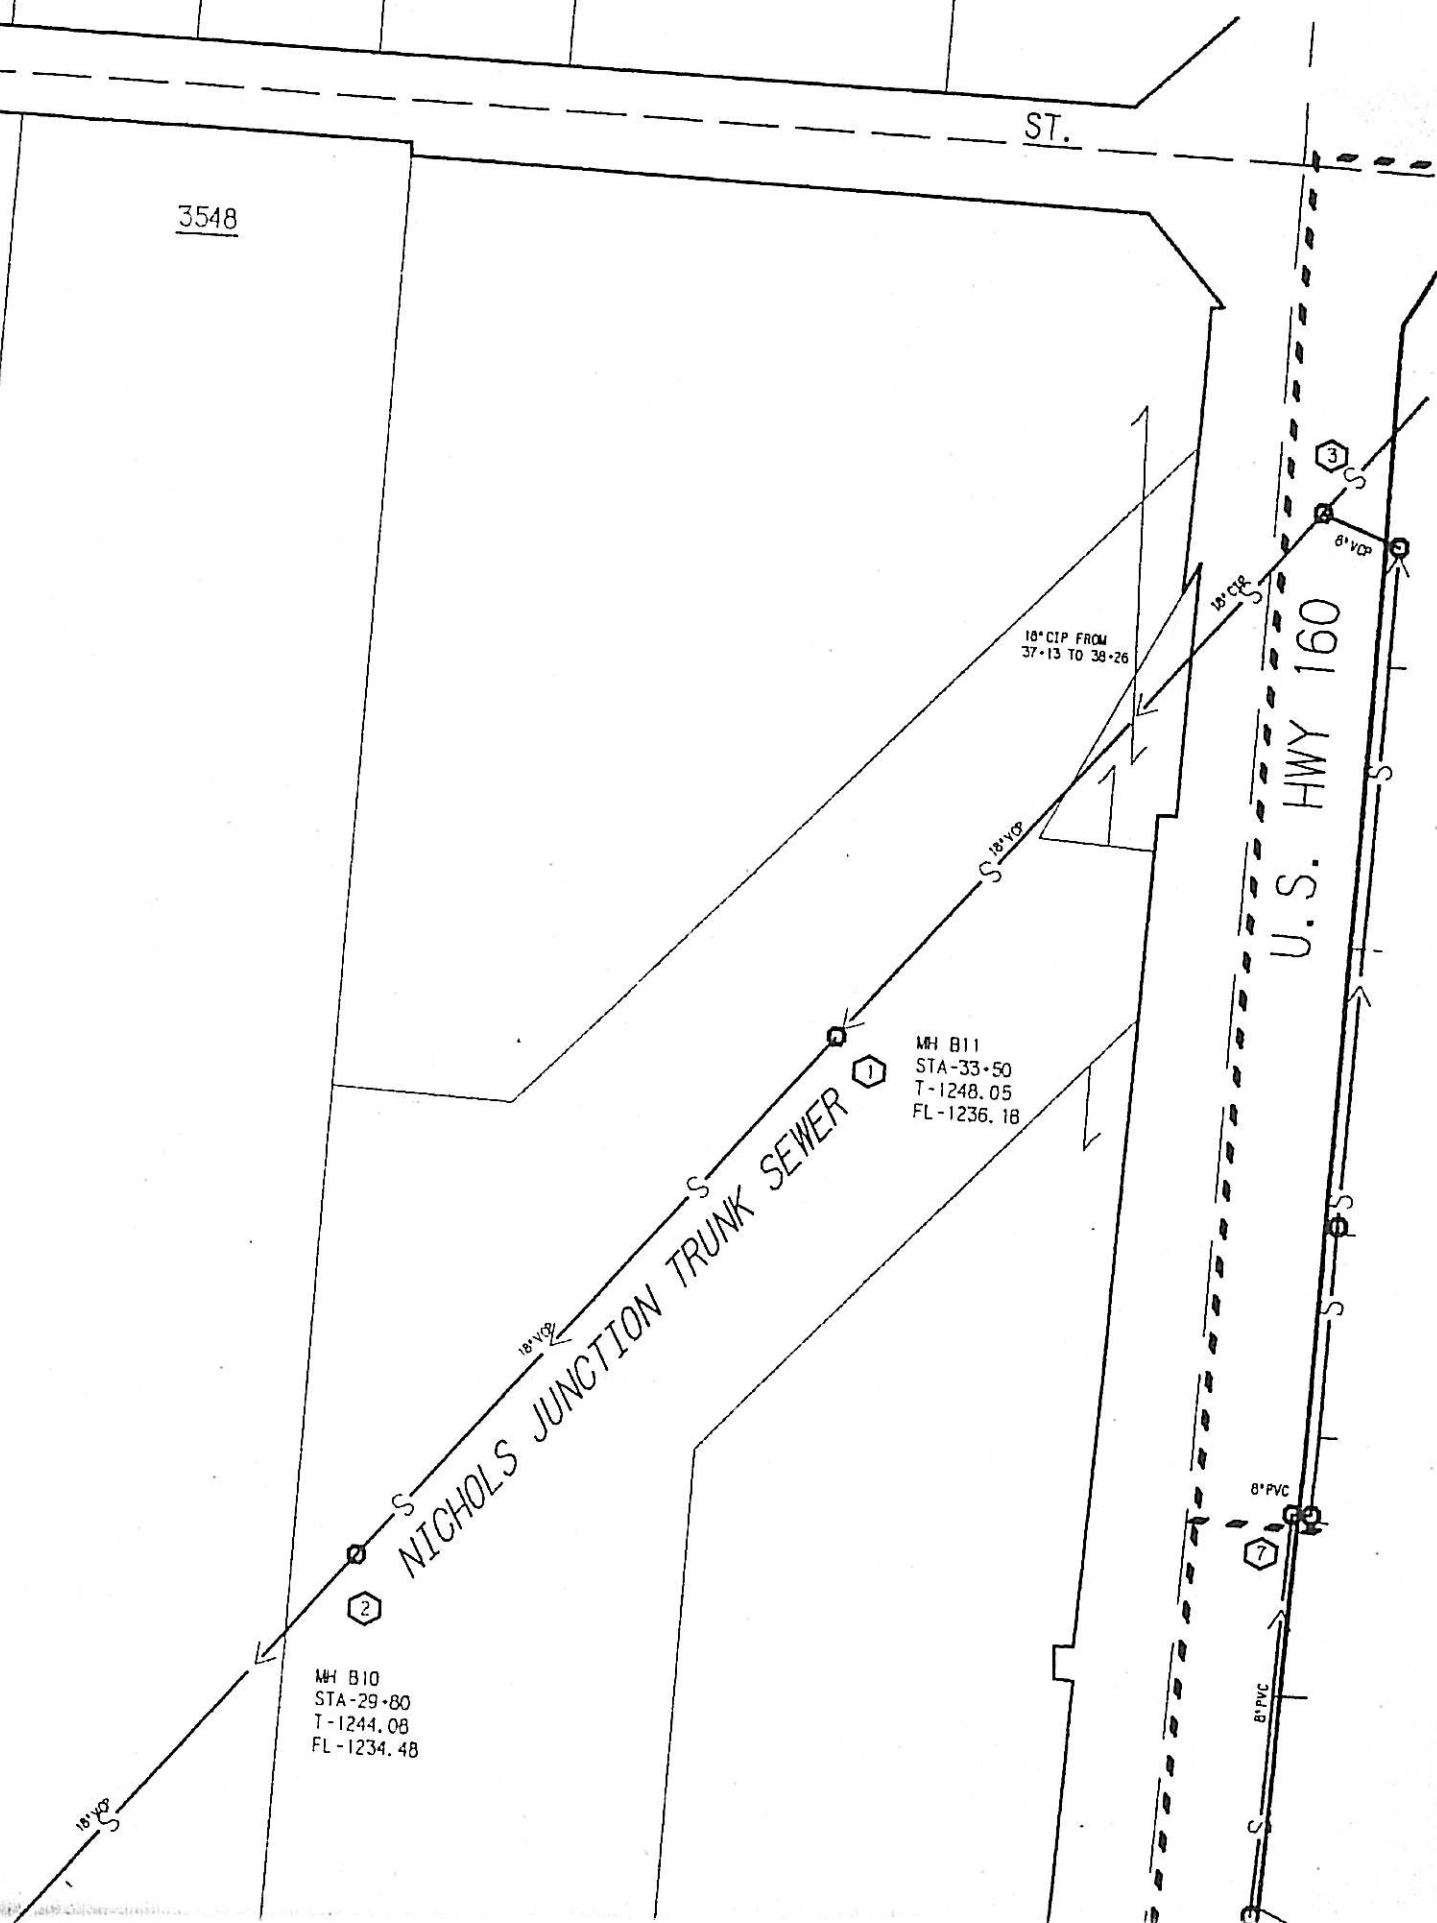 ST.
3548
3
8"VCP
18"CIP
18"CIP FROM
37+13 TO 38+26
U.S. HWY 160
S
S
S
18"VCP
S
MH B11
STA-33+50
T-1248.05
FL-1236.18
1
S
NICHOLS JUNCTION TRUNK SEWER
S
S
18"VCP
8"PVC
7
S
2
MH B10
STA-29+80
T-1244.08
FL-1234.48
8"PVC
18"VCP
S
S